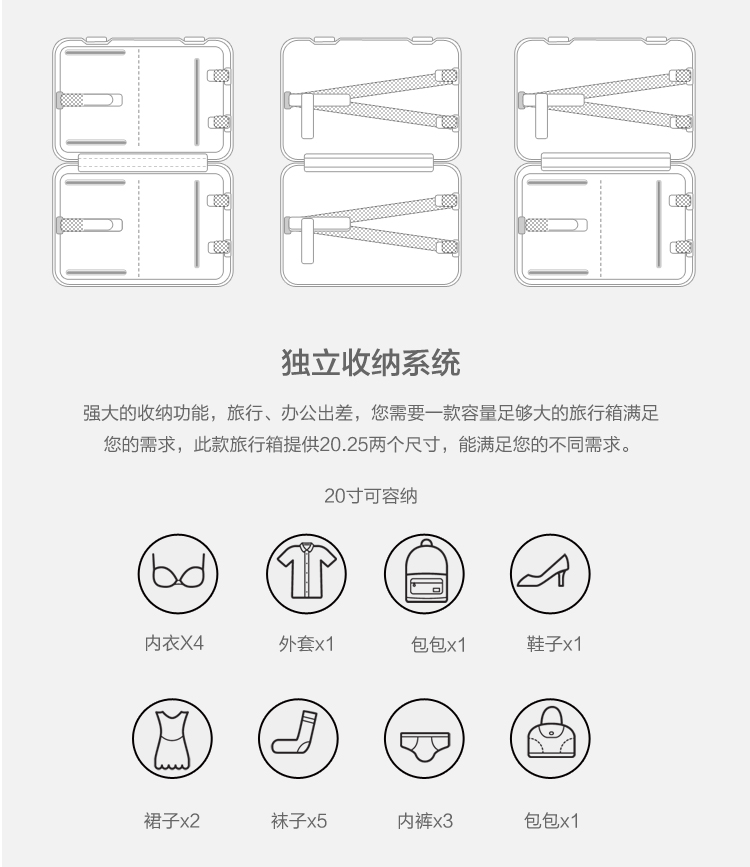 独立收纳系统
强大的收纳功能，旅行、办公出差，您需要一款容量足够大的旅行箱满足
您的需求，此款旅行箱提供20.25两个尺寸，能满足您的不同需求。
20寸可容纳
内衣X4
外套x1
包包x1
鞋子x1
裙子x2
袜子x5
内裤x3
包包x1